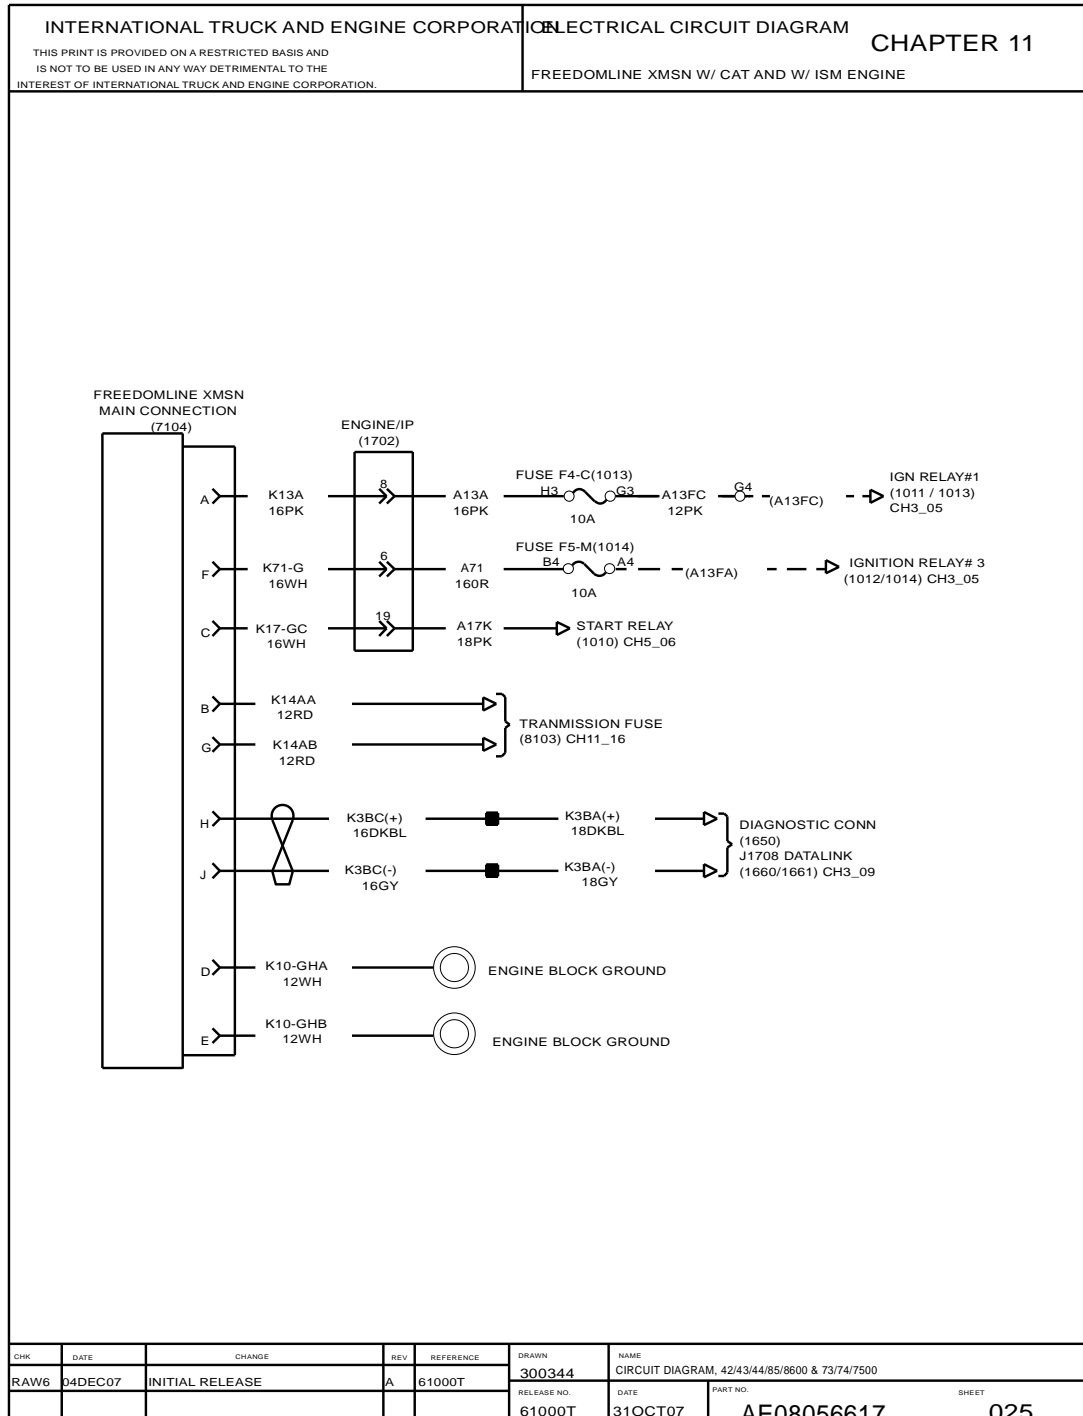 INTERNATIONAL TRUCK AND ENGINE CORPORATION
THIS PRINT IS PROVIDED ON A RESTRICTED BASIS AND
IS NOT TO BE USED IN ANY WAY DETRIMENTAL TO THE
INTEREST OF INTERNATIONAL TRUCK AND ENGINE CORPORATION.
ELECTRICAL CIRCUIT DIAGRAM
CHAPTER 11
FREEDOMLINE XMSN W/ CAT AND W/ ISM ENGINE
FREEDOMLINE XMSN
MAIN CONNECTION
(7104)
ENGINE/IP
(1702)
A
K13A
16PK
8
A13A
16PK
FUSE F4-C(1013)
H3
G3
10A
A13FC
12PK
G4
(A13FC)
IGN RELAY#1
(1011 / 1013)
CH3_05
F
K71-G
16WH
6
A71
160R
FUSE F5-M(1014)
B4
A4
10A
(A13FA)
IGNITION RELAY# 3
(1012/1014) CH3_05
C
K17-GC
16WH
19
A17K
18PK
START RELAY
(1010) CH5_06
B
K14AA
12RD
G
K14AB
12RD
TRANMISSION FUSE
(8103) CH11_16
H
K3BC(+)
16DKBL
K3BA(+)
18DKBL
J
K3BC(-)
16GY
K3BA(-)
18GY
DIAGNOSTIC CONN
(1650)
J1708 DATALINK
(1660/1661) CH3_09
D
K10-GHA
12WH
ENGINE BLOCK GROUND
E
K10-GHB
12WH
ENGINE BLOCK GROUND
CHK DATE CHANGE REV REFERENCE
RAW6 04DEC07 INITIAL RELEASE A 61000T
DRAWN
300344
NAME
CIRCUIT DIAGRAM, 42/43/44/85/8600 & 73/74/7500
RELEASE NO.
61000T
DATE
31OCT07
PART NO.
AE08056617
SHEET
025